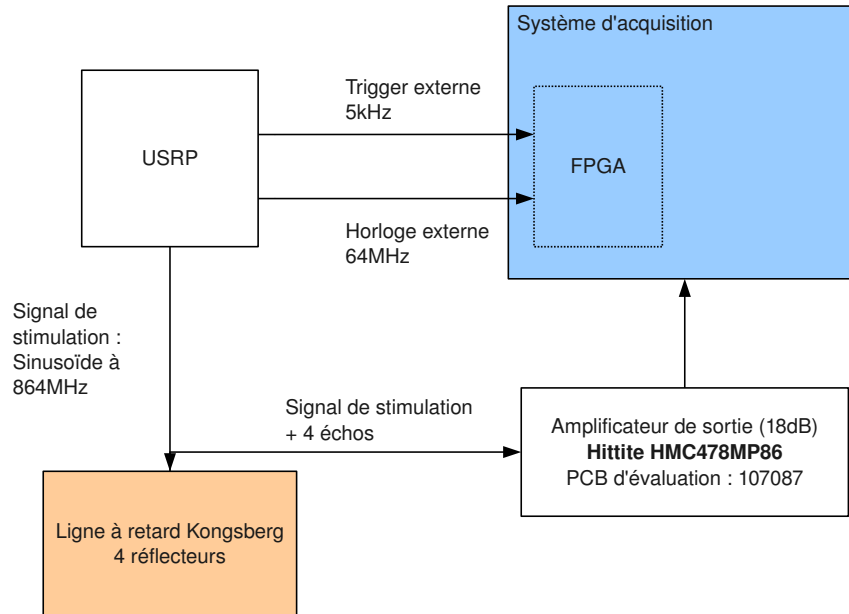 Système d'acquisition
Trigger externe
5kHz
USRP
FPGA
Horloge externe
64MHz
Signal de
stimulation :
Sinusoïde à
864MHz
Signal de stimulation
+ 4 échos
Amplificateur de sortie (18dB)
Hittite HMC478MP86
PCB d'évaluation : 107087
Ligne à retard Kongsberg
4 réflecteurs